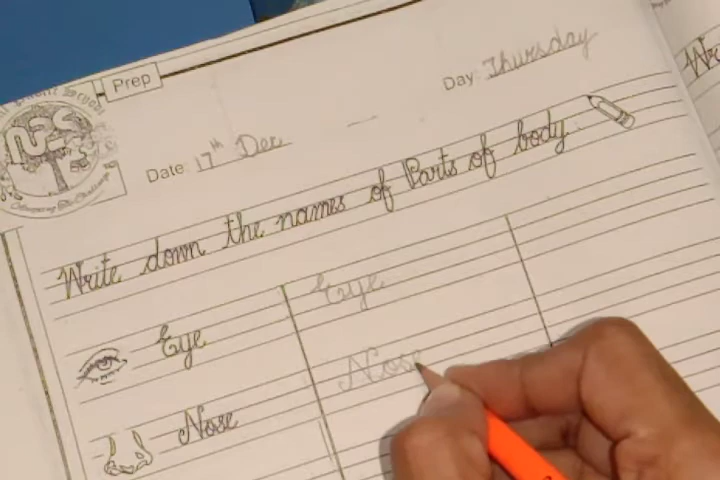 Prep
Day: Thursday
Date: 17th Dec
Write down the names of Parts of body.
Eye Eye
Nose Nose